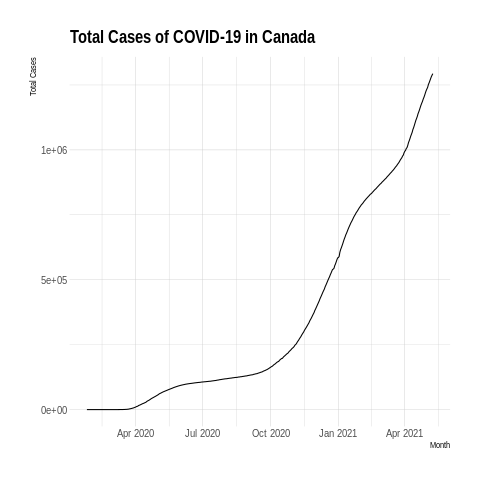 Total Cases of COVID-19 in Canada
Total Cases
1e+06
5e+05
0e+00
Apr 2020 Jul 2020 Oct 2020 Jan 2021 Apr 2021
Month